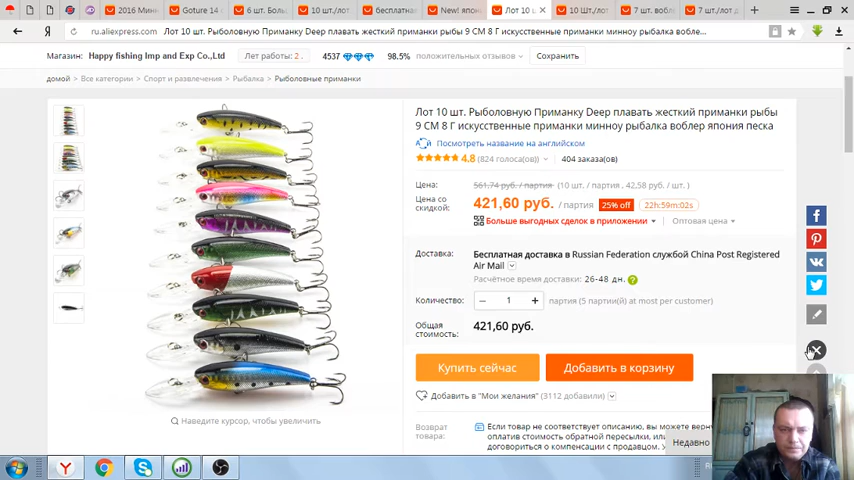 2016 Мин
Goture 14
6 шт. Боль
10 шт./лот
бесплатная
New! япон
Лот 10 ш
10 Шт./лот
7 шт. вобле
7 шт./лот д
ru.aliexpress.com
Лот 10 шт. Рыболовную Приманку Deep плавать жесткий приманки рыбы 9 СМ 8 Г искусственные приманки минноу рыбалка вобле...
Магазин: Happy fishing Imp and Exp Co.,Ltd
Лет работы: 2 .
4537
98.5% положительных отзывов
Сохранить
домой > Все категории > Спорт и развлечения > Рыбалка > Рыболовные приманки
Лот 10 шт. Рыболовную Приманку Deep плавать жесткий приманки рыбы
9 СМ 8 Г искусственные приманки минноу рыбалка воблер япония песка
Посмотреть название на английском
4.8 (824 голоса(ов)) 404 заказа(ов)
Цена: 561,74 руб. / партия (10 шт. / партия , 42,58 руб. / шт. )
Цена со
скидкой:
421,60 руб. / партия 25% off 22h:59m:02s
Больше выгодных сделок в приложении Оптовая цена
Доставка: Бесплатная доставка в Russian Federation службой China Post Registered
Air Mail
Расчётное время доставки: 26-48 дн.
Количество: 1 партия (5 партии(й) at most per customer)
Общая
стоимость:
421,60 руб.
Купить сейчас
Добавить в корзину
Наведите курсор, чтобы увеличить
Добавить в "Мои желания" (3112 добавили)
Возврат
товара:
Если товар не соответствует описанию, вы можете верну
оплатив стоимость обратной пересылки, или
договориться о компенсации с продавцом.
Недавно